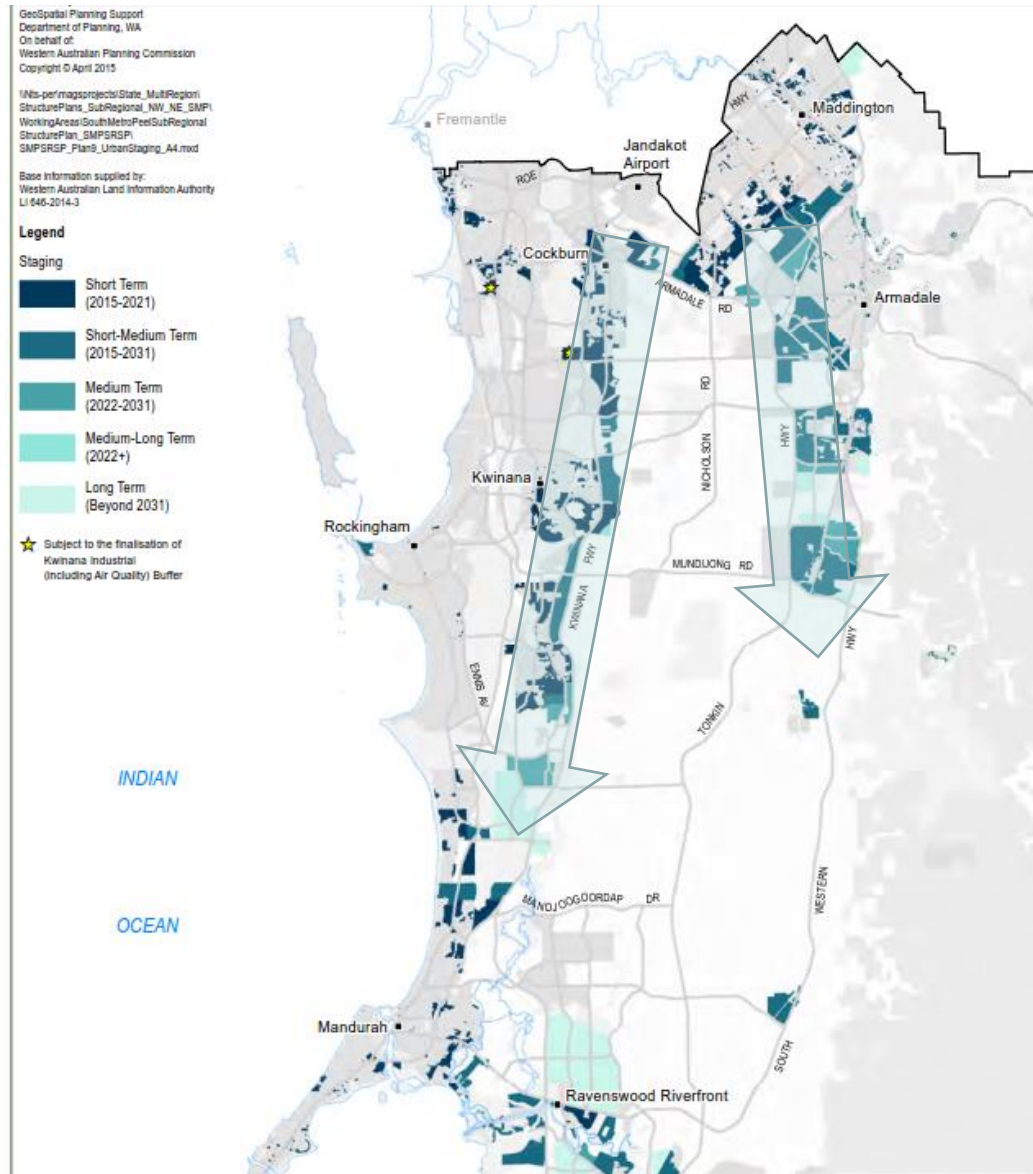 GeoSpatial Planning Support
Department of Planning, WA
On behalf of:
Western Australian Planning Commission
Copyright © April 2015
\\Nts-per\magsprojects\State_MultiRegion\
StructurePlans_SubRegional_NW_NE_SMP\
WorkingAreas\SouthMetroPeelSubRegional
StructurePlan_SMPSRSP\
SMPSRSP_Plan9_UrbanStaging_A4.mxd
Base information supplied by:
Western Australian Land Information Authority
LI 646-2014-3
Legend
Staging
Short Term
(2015-2021)
Short-Medium Term
(2015-2031)
Medium Term
(2022-2031)
Medium-Long Term
(2022+)
Long Term
(Beyond 2031)
Subject to the finalisation of
Kwinana Industrial
(including Air Quality) Buffer
HWY
Maddington
Fremantle
Jandakot
Airport
ROE
Cockburn
ARMADALE
RD
Armadale
RD
NICHOLSON
HWY
Kwinana
Rockingham
FWY
KWINANA
MUNDIJONG RD
HWY
ENNIS AV
TONKIN
INDIAN
OCEAN
WESTERN
MANDJOOGOORDAP DR
Mandurah
SOUTH
Ravenswood Riverfront